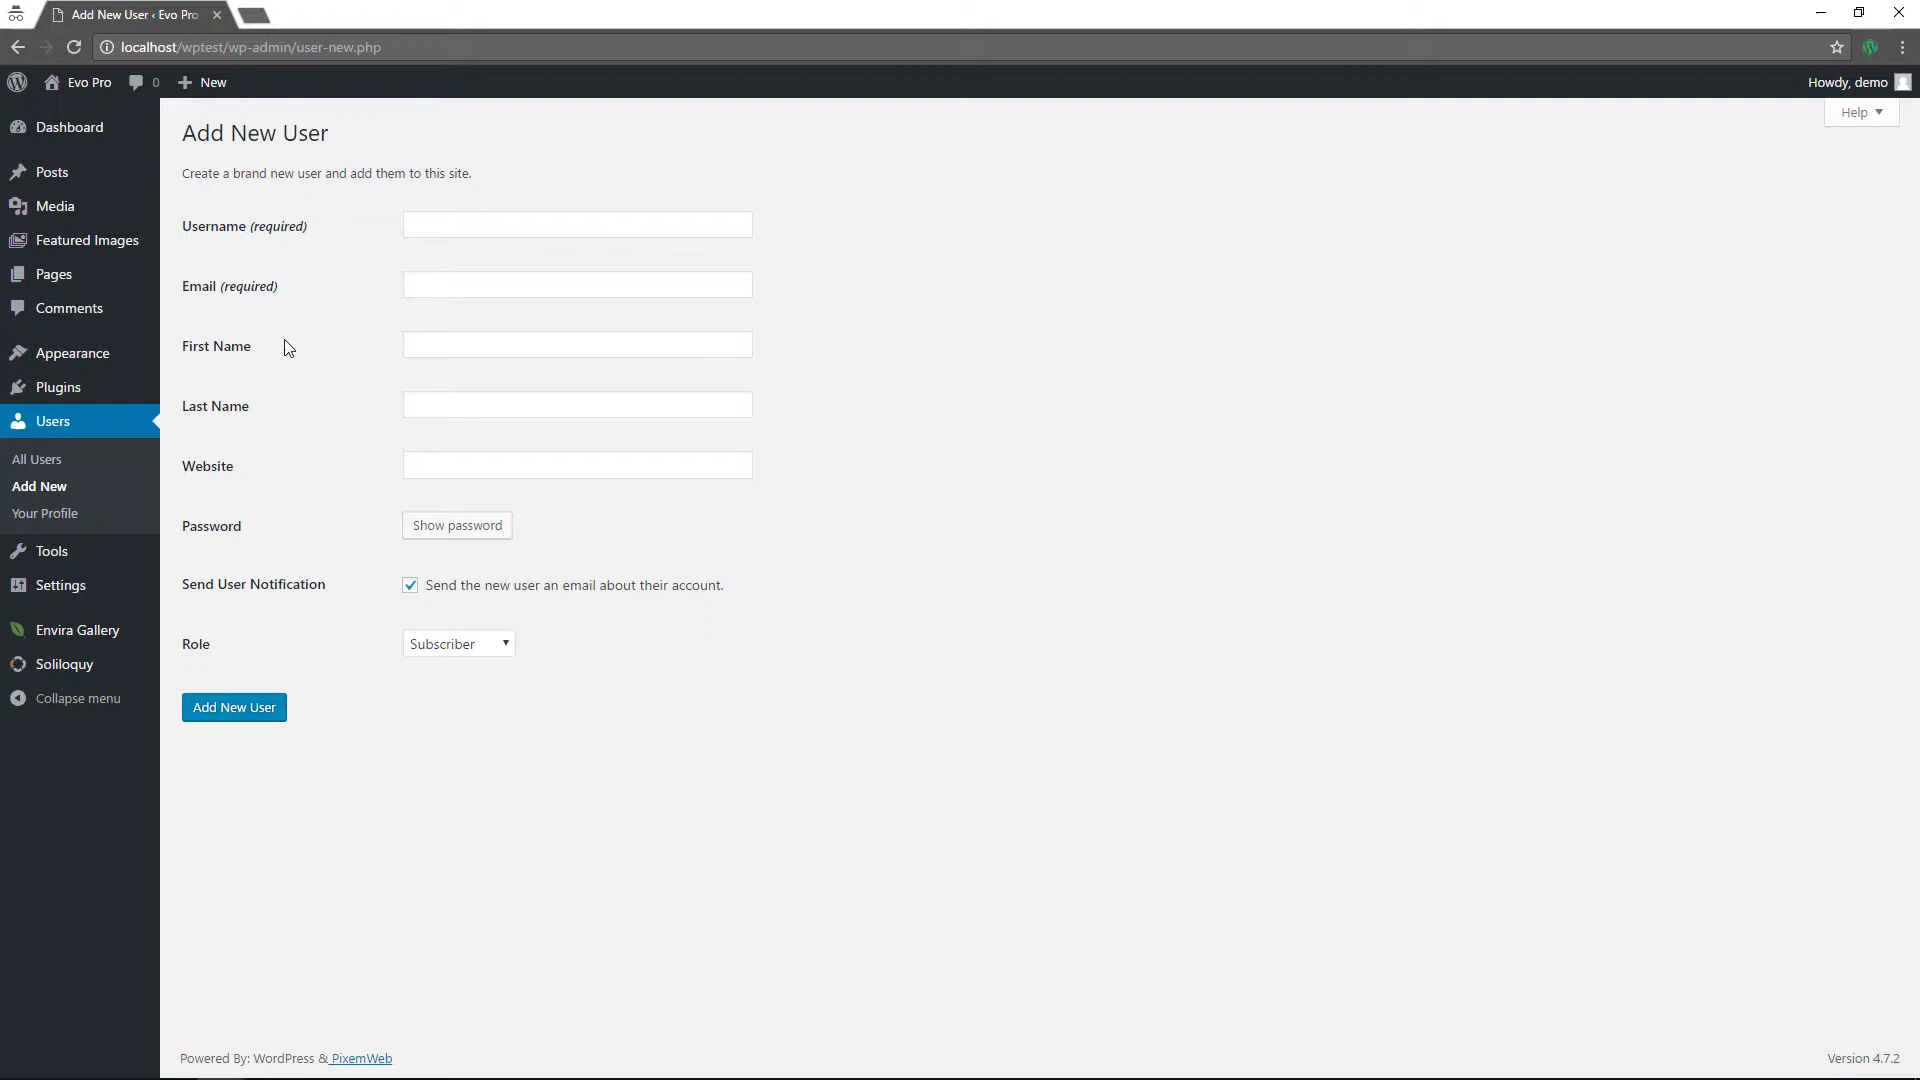 Add New User ‹ Evo Pro
localhost/wptest/wp-admin/user-new.php
Evo Pro 0 New
Howdy, demo
Help
Dashboard
Posts
Media
Featured Images
Pages
Comments
Appearance
Plugins
Users
All Users
Add New
Your Profile
Tools
Settings
Envira Gallery
Soliloquy
Collapse menu
Add New User
Create a brand new user and add them to this site.
Username (required)
Email (required)
First Name
Last Name
Website
Password Show password
Send User Notification Send the new user an email about their account.
Role Subscriber
Add New User
Powered By: WordPress & PixemWeb
Version 4.7.2